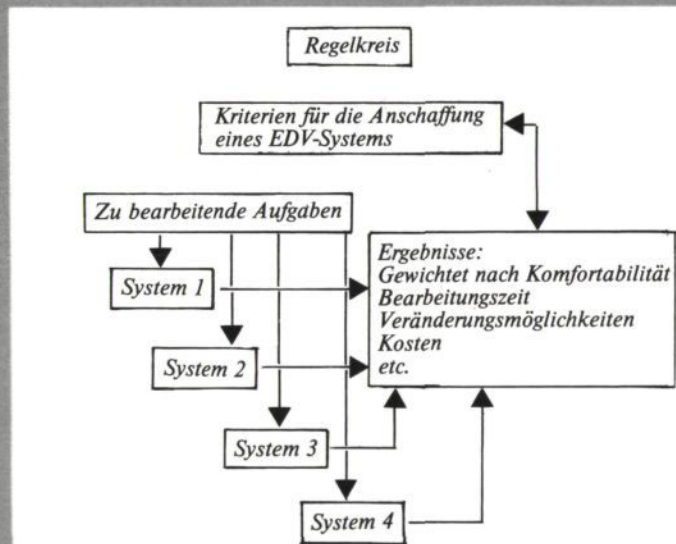 Regelkreis
Kriterien für die Anschaffung
eines EDV-Systems
Zu bearbeitende Aufgaben
System 1
System 2
System 3
System 4
Ergebnisse:
Gewichtet nach Komfortabilität
Bearbeitungszeit
Veränderungsmöglichkeiten
Kosten
etc.